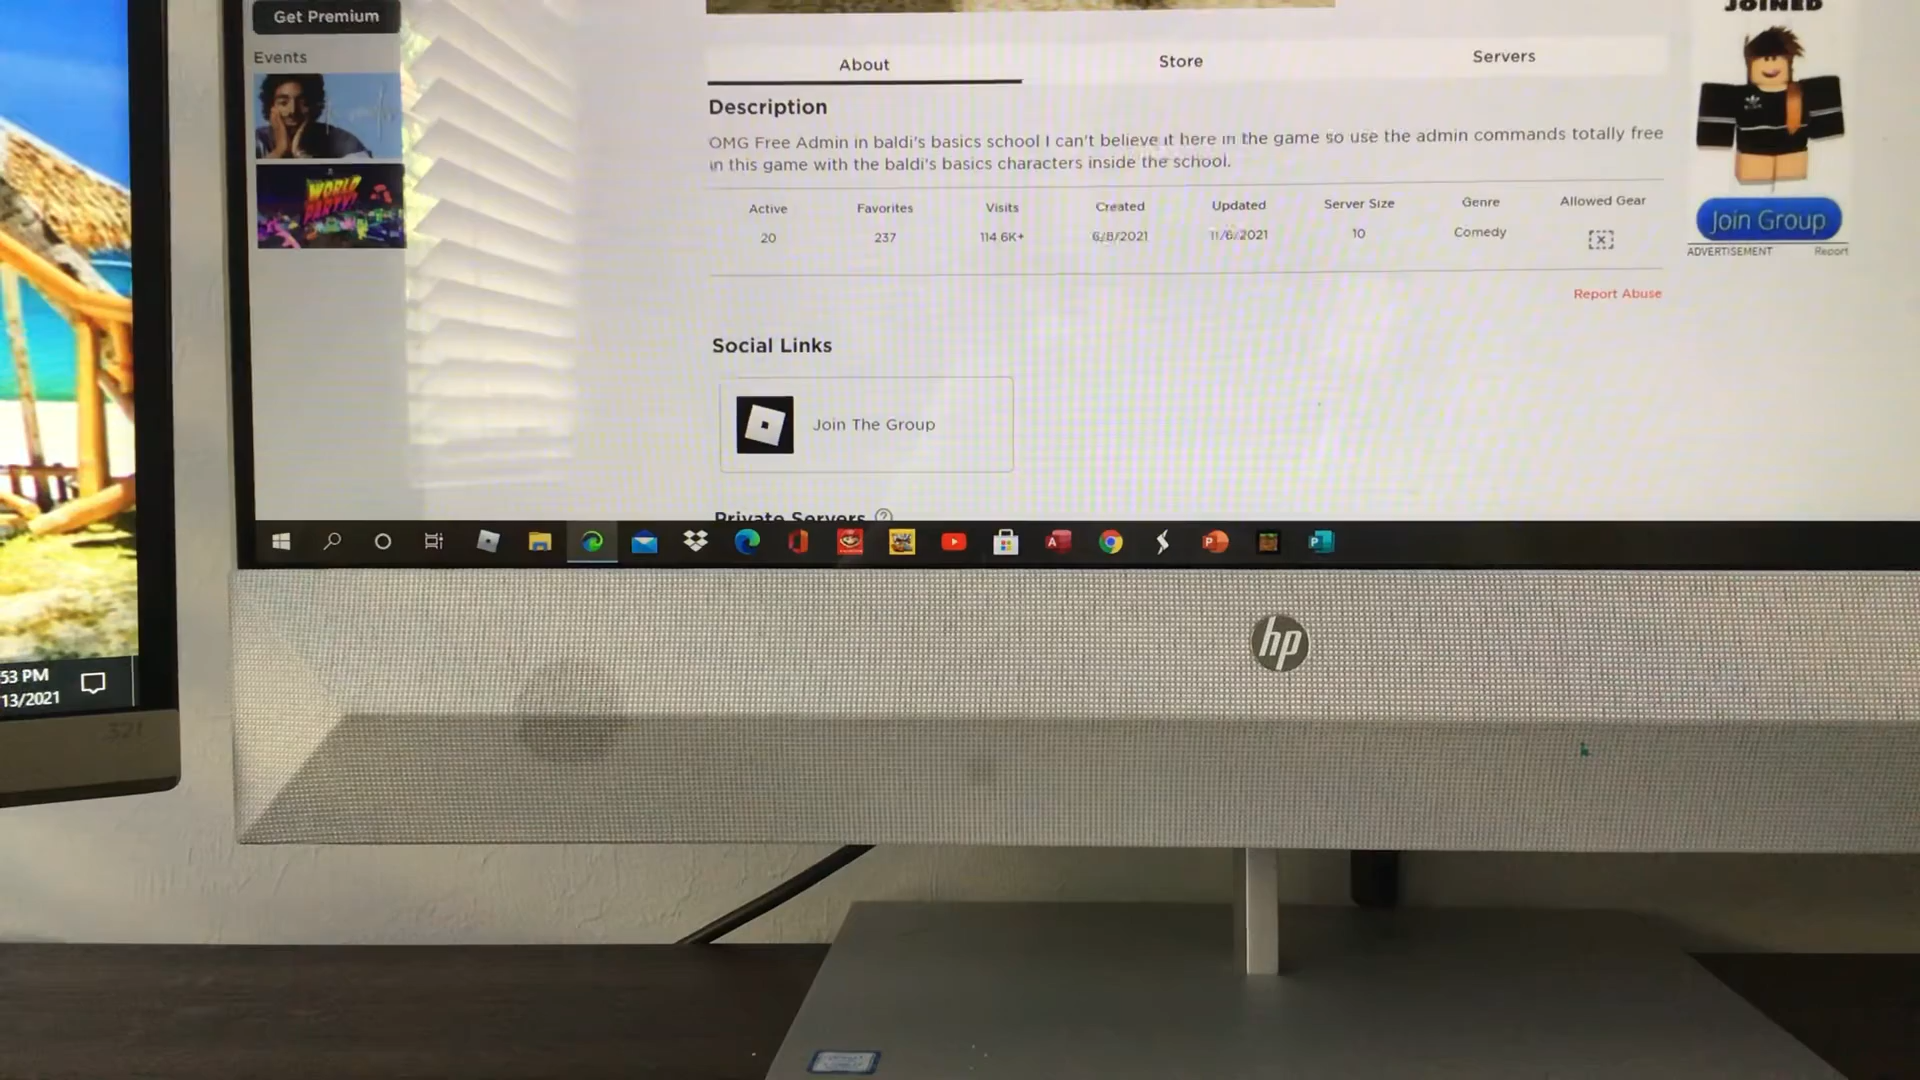 Get Premium
Events
WORLD
PARTY!
JOINED
About
Store
Servers
Description
OMG Free Admin in baldi's basics school I can't believe it here in the game so use the admin commands totally free
in this game with the baldi's basics characters inside the school.
Active
Favorites
Visits
Created
Updated
Server Size
Genre
Allowed Gear
20
237
114.6K+
6/8/2021
11/6/2021
10
Comedy
Join Group
ADVERTISEMENT
Report
Report Abuse
Social Links
Join The Group
Private Servers
53 PM
13/2021
321
hp